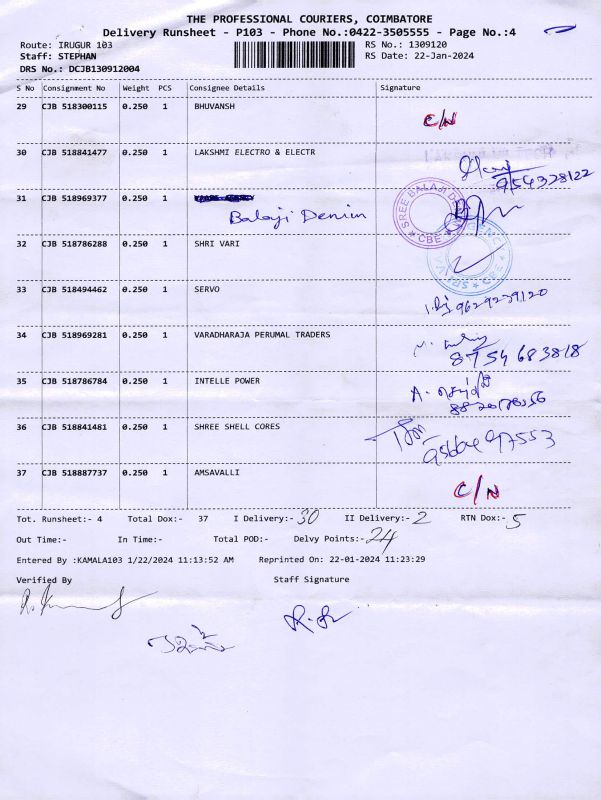 THE PROFESSIONAL COURIERS, COIMBATORE
Delivery Runsheet - P103 - Phone No.:0422-3505555 - Page No.:4
Route: IRUGUR 103 RS No.: 1309120
Staff: STEPHAN RS Date: 22-Jan-2024
DRS No.: DCJB130912004
S No Consignment No Weight PCS Consignee Details Signature
29 CJB 518300115 0.250 1 BHUVANSH C/N
30 CJB 518841477 0.250 1 LAKSHMI ELECTRO & ELECTR
9154328122
31 CJB 518969377 0.250 1
Balaji Denim
SREE BALAJI DENIM CBE
32 CJB 518786288 0.250 1 SHRI VARI
CBE
33 CJB 518494462 0.250 1 SERVO
9629239120
34 CJB 518969281 0.250 1 VARADHARAJA PERUMAL TRADERS
8754683818
35 CJB 518786784 0.250 1 INTELLE POWER
36 CJB 518841481 0.250 1 SHREE SHELL CORES
37 CJB 518887737 0.250 1 AMSAVALLI C/N
Tot. Runsheet:- 4 Total Dox:- 37 I Delivery:- 30 II Delivery:- 2 RTN Dox:- 5
Out Time:- In Time:- Total POD:- Delvy Points:- 24
Entered By :KAMALA103 1/22/2024 11:13:52 AM Reprinted On: 22-01-2024 11:23:29
Verified By Staff Signature